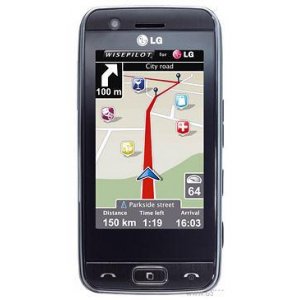 LG
WISEPILOT for LG
City road
100 m
64
Parkside street
Distance Time left Arrival
150 km 1:19 16:03